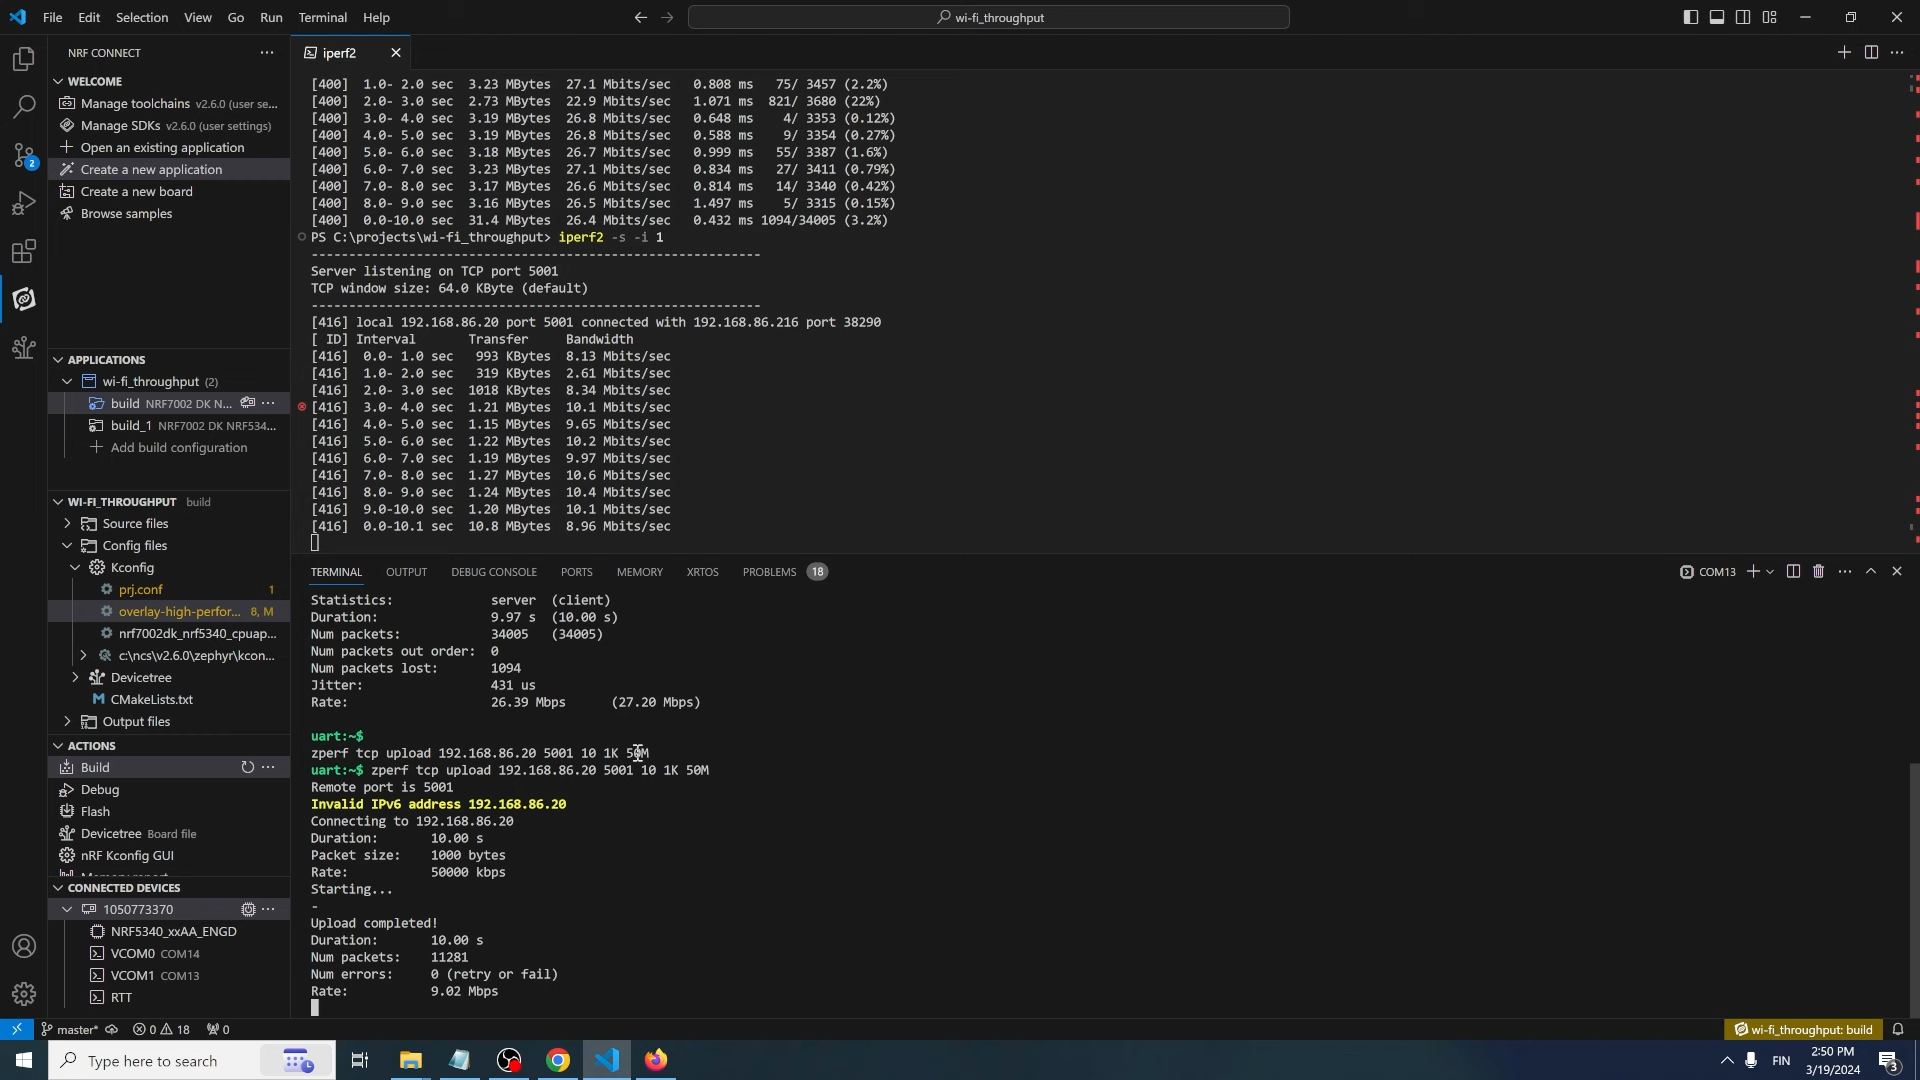 File Edit Selection View Go Run Terminal Help
wi-fi_throughput
NRF CONNECT
WELCOME
Manage toolchains v2.6.0 (user se...
Manage SDKs v2.6.0 (user settings)
Open an existing application
Create a new application
Create a new board
Browse samples
2
APPLICATIONS
wi-fi_throughput (2)
build NRF7002 DK N...
build_1 NRF7002 DK NRF534...
Add build configuration
WI-FI_THROUGHPUT build
Source files
Config files
Kconfig
prj.conf 1
overlay-high-perfor... 8, M
nrf7002dk_nrf5340_cpuap...
c:\ncs\v2.6.0\zephyr\kcon...
Devicetree
CMakeLists.txt
Output files
ACTIONS
Build
Debug
Flash
Devicetree Board file
nRF Kconfig GUI
CONNECTED DEVICES
1050773370
NRF5340_xxAA_ENGD
VCOM0 COM14
VCOM1 COM13
RTT
iperf2
[400] 1.0- 2.0 sec 3.23 MBytes 27.1 Mbits/sec 0.808 ms 75/ 3457 (2.2%)
[400] 2.0- 3.0 sec 2.73 MBytes 22.9 Mbits/sec 1.071 ms 821/ 3680 (22%)
[400] 3.0- 4.0 sec 3.19 MBytes 26.8 Mbits/sec 0.648 ms 4/ 3353 (0.12%)
[400] 4.0- 5.0 sec 3.19 MBytes 26.8 Mbits/sec 0.588 ms 9/ 3354 (0.27%)
[400] 5.0- 6.0 sec 3.18 MBytes 26.7 Mbits/sec 0.999 ms 55/ 3387 (1.6%)
[400] 6.0- 7.0 sec 3.23 MBytes 27.1 Mbits/sec 0.834 ms 27/ 3411 (0.79%)
[400] 7.0- 8.0 sec 3.17 MBytes 26.6 Mbits/sec 0.814 ms 14/ 3340 (0.42%)
[400] 8.0- 9.0 sec 3.16 MBytes 26.5 Mbits/sec 1.497 ms 5/ 3315 (0.15%)
[400] 0.0-10.0 sec 31.4 MBytes 26.4 Mbits/sec 0.432 ms 1094/34005 (3.2%)
PS C:\projects\wi-fi_throughput> iperf2 -s -i 1
------------------------------------------------------------
Server listening on TCP port 5001
TCP window size: 64.0 KByte (default)
------------------------------------------------------------
[416] local 192.168.86.20 port 5001 connected with 192.168.86.216 port 38290
[ ID] Interval Transfer Bandwidth
[416] 0.0- 1.0 sec 993 KBytes 8.13 Mbits/sec
[416] 1.0- 2.0 sec 319 KBytes 2.61 Mbits/sec
[416] 2.0- 3.0 sec 1018 KBytes 8.34 Mbits/sec
[416] 3.0- 4.0 sec 1.21 MBytes 10.1 Mbits/sec
[416] 4.0- 5.0 sec 1.15 MBytes 9.65 Mbits/sec
[416] 5.0- 6.0 sec 1.22 MBytes 10.2 Mbits/sec
[416] 6.0- 7.0 sec 1.19 MBytes 9.97 Mbits/sec
[416] 7.0- 8.0 sec 1.27 MBytes 10.6 Mbits/sec
[416] 8.0- 9.0 sec 1.24 MBytes 10.4 Mbits/sec
[416] 9.0-10.0 sec 1.20 MBytes 10.1 Mbits/sec
[416] 0.0-10.1 sec 10.8 MBytes 8.96 Mbits/sec
TERMINAL OUTPUT DEBUG CONSOLE PORTS MEMORY XRTOS PROBLEMS 18
COM13
Statistics: server (client)
Duration: 9.97 s (10.00 s)
Num packets: 34005 (34005)
Num packets out order: 0
Num packets lost: 1094
Jitter: 431 us
Rate: 26.39 Mbps (27.20 Mbps)
uart:~$
zperf tcp upload 192.168.86.20 5001 10 1K 50M
uart:~$ zperf tcp upload 192.168.86.20 5001 10 1K 50M
Remote port is 5001
Invalid IPv6 address 192.168.86.20
Connecting to 192.168.86.20
Duration: 10.00 s
Packet size: 1000 bytes
Rate: 50000 kbps
Starting...
-
Upload completed!
Duration: 10.00 s
Num packets: 11281
Num errors: 0 (retry or fail)
Rate: 9.02 Mbps
master* 0 18 0
wi-fi_throughput: build
Type here to search
FIN
2:50 PM
3/19/2024
3